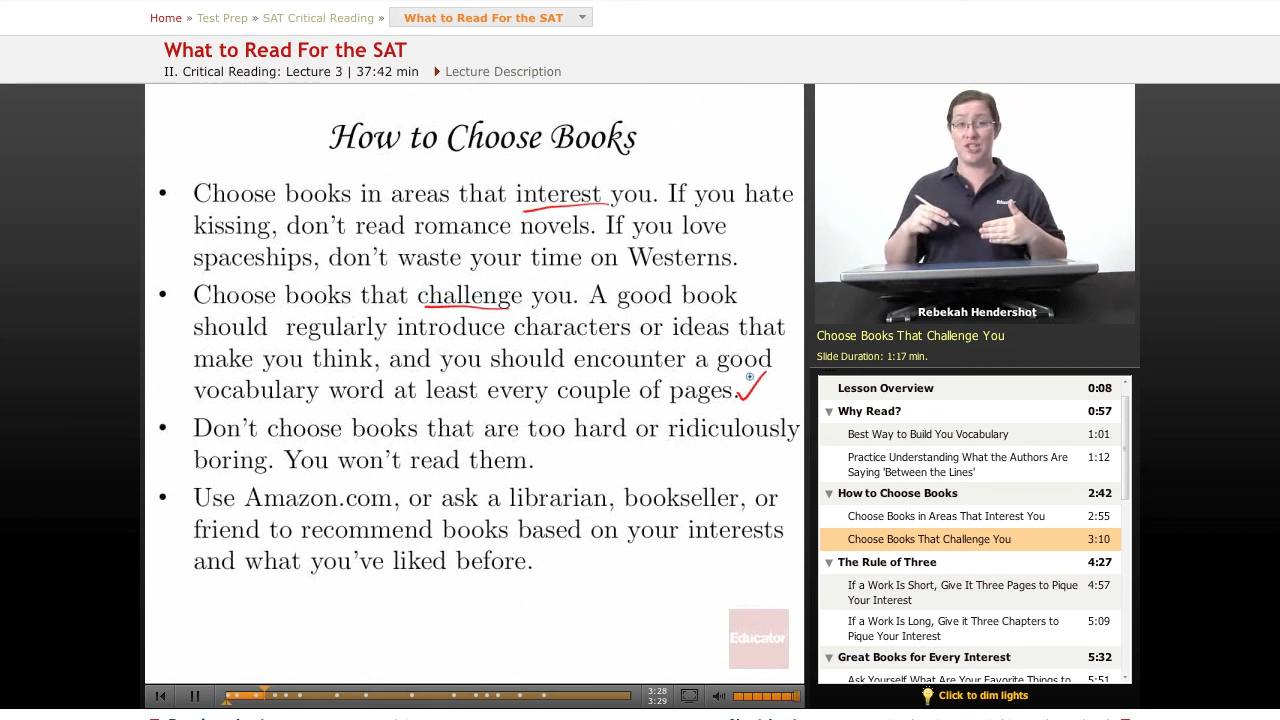 Home » Test Prep » SAT Critical Reading » What to Read For the SAT
What to Read For the SAT
II. Critical Reading: Lecture 3 | 37:42 min Lecture Description
How to Choose Books
• Choose books in areas that interest you. If you hate
kissing, don't read romance novels. If you love
spaceships, don't waste your time on Westerns.
• Choose books that challenge you. A good book
should regularly introduce characters or ideas that
make you think, and you should encounter a good
vocabulary word at least every couple of pages.
• Don't choose books that are too hard or ridiculously
boring. You won't read them.
• Use Amazon.com, or ask a librarian, bookseller, or
friend to recommend books based on your interests
and what you've liked before.
Educator
3:28
3:29
Rebekah Hendershot
Choose Books That Challenge You
Slide Duration: 1:17 min.
Lesson Overview 0:08
Why Read? 0:57
Best Way to Build You Vocabulary 1:01
Practice Understanding What the Authors Are 1:12
Saying 'Between the Lines'
How to Choose Books 2:42
Choose Books in Areas That Interest You 2:55
Choose Books That Challenge You 3:10
The Rule of Three 4:27
If a Work Is Short, Give It Three Pages to Pique 4:57
Your Interest
If a Work Is Long, Give it Three Chapters to 5:09
Pique Your Interest
Great Books for Every Interest 5:32
Ask Yourself What Are Your Favorite Things to 5:51
Click to dim lights